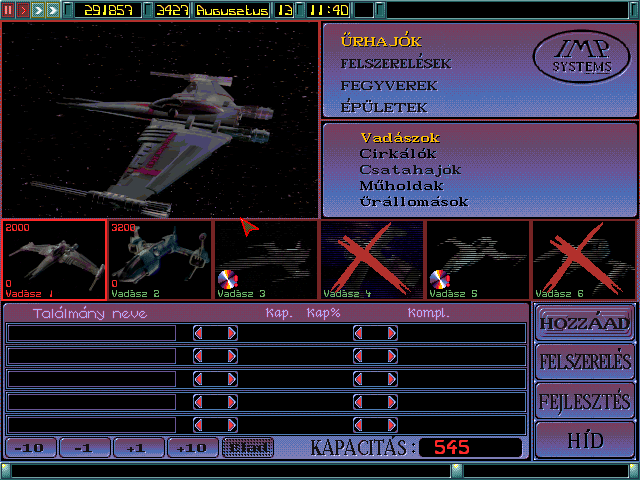 291857 3427 Augusztus 13 11:40
ŰRHAJÓK
FELSZERELÉSEK
FEGYVEREK
ÉPÜLETEK
IMP
SYSTEMS
Vadászok
Cirkálók
Csatahajok
Műholdak
Űrállomások
2000
0
Vadász 1
3200
0
Vadász 2
Vadász 3
Vadász 4
Vadász 5
Vadász 6
Találmány neve Kap. Kap% Kompl.
-10 -1 +1 +10 Elad KAPACITÁS: 545
HOZZÁAD
FELSZERELÉS
FEJLESZTÉS
HÍD